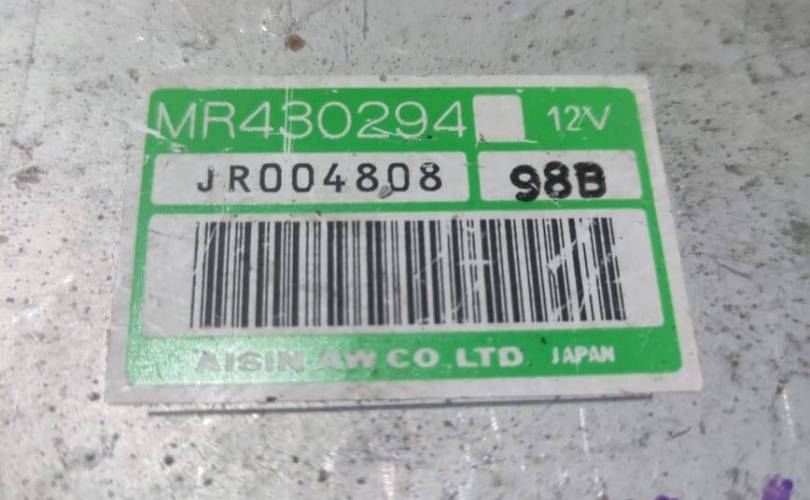 MR430294 12V
JR004808 98B
AISIN AW CO LTD JAPAN